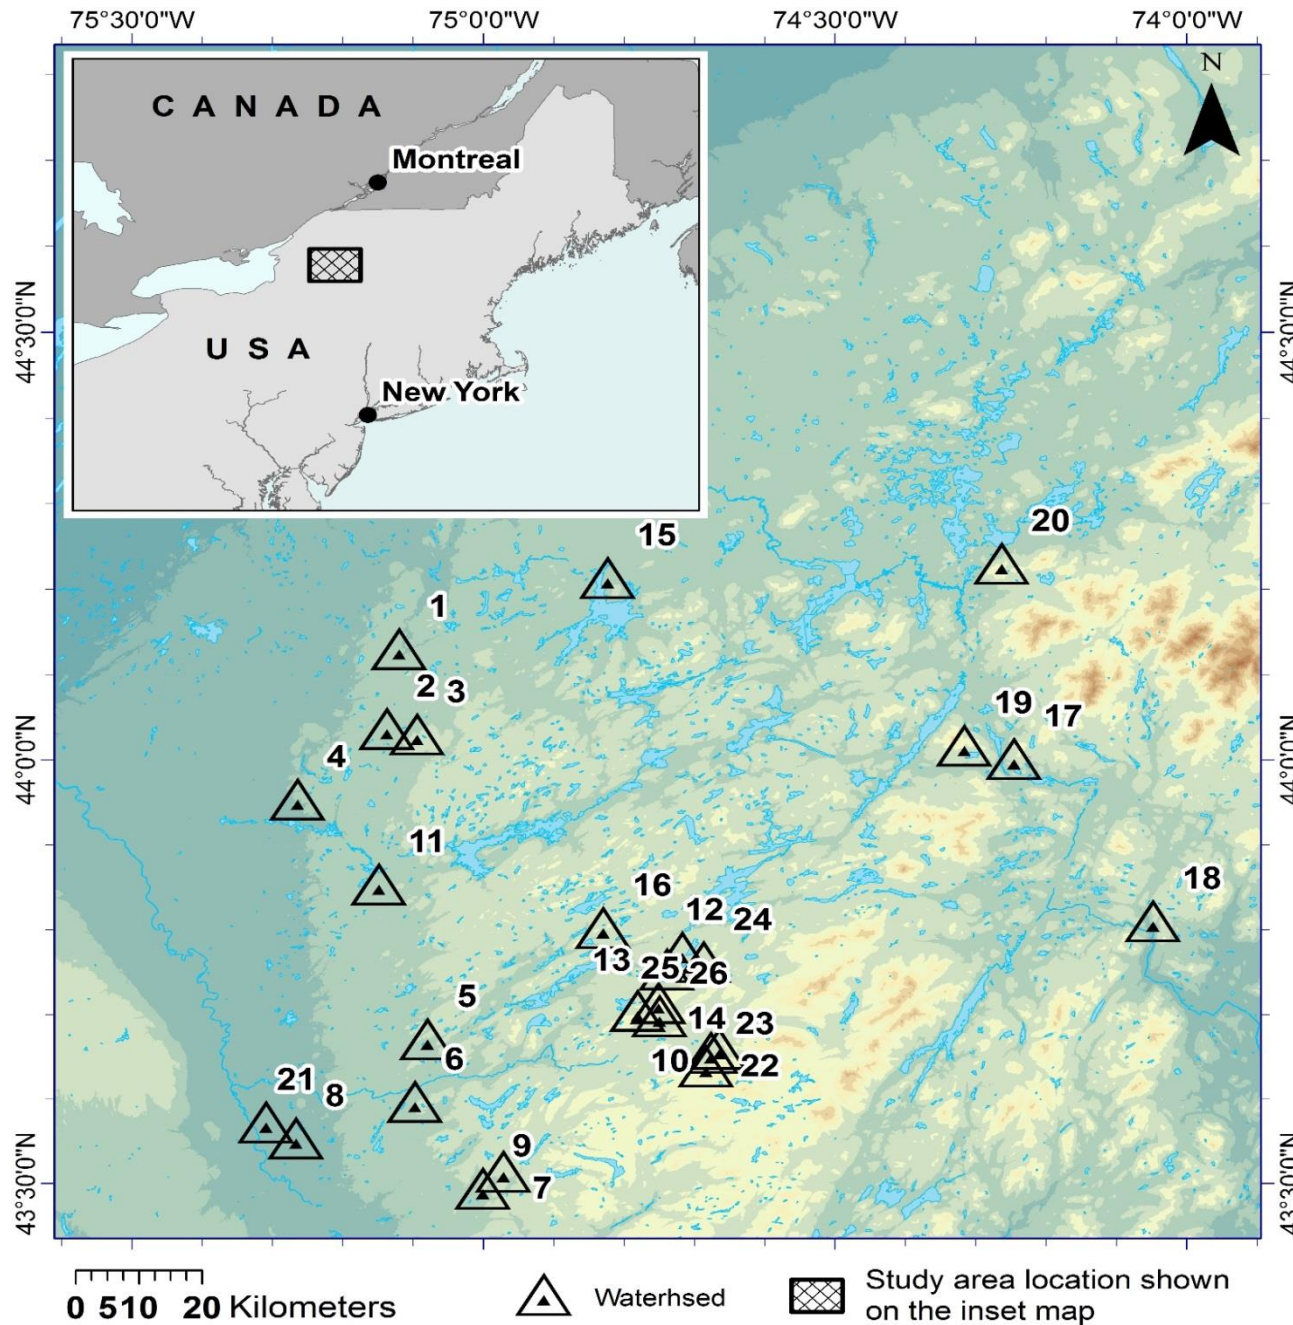 75°30'0"W 75°0'0"W 74°30'0"W 74°0'0"W
N
CANADA
Montreal
44°30'0"N 44°30'0"N
USA
New York
15
20
1
2 3
19 17
4
44°0'0"N 44°0'0"N
11
16
18
12 24
13 25 26
5
14 23
6
10 22
21 8
9
7
43°30'0"N 43°30'0"N
0 5 10 20 Kilometers
Waterhsed
Study area location shown
on the inset map